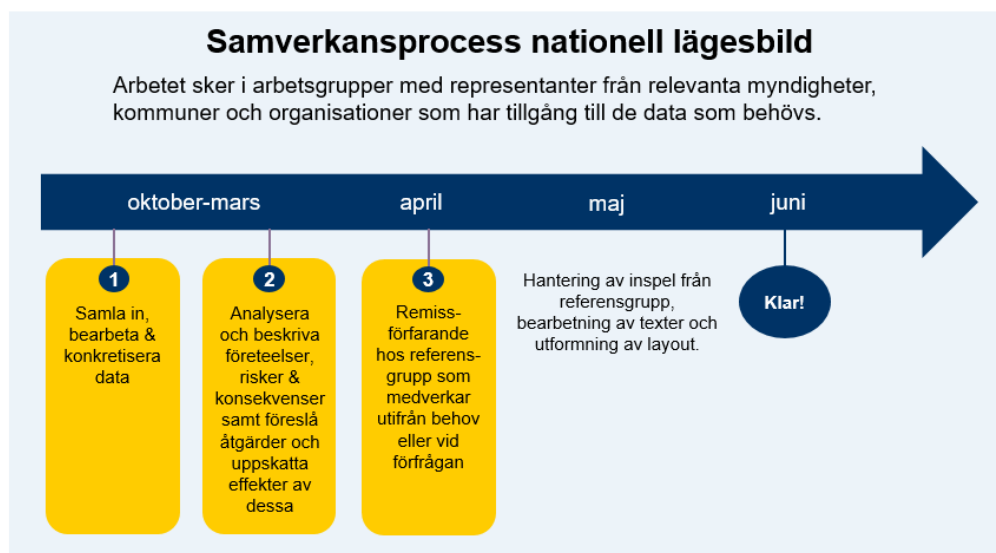 Samverkansprocess nationell lägesbild
Arbetet sker i arbetsgrupper med representanter från relevanta myndigheter,
kommuner och organisationer som har tillgång till de data som behövs.
oktober-mars
april
maj
juni
1
Samla in,
bearbeta &
konkretisera
data
2
Analysera
och beskriva
företeelser,
risker &
konsekvenser
samt föreslå
åtgärder och
uppskatta
effekter av
dessa
3
Remiss-
förfarande
hos referens-
grupp som
medverkar
utifrån behov
eller vid
förfrågan
Hantering av inspel från
referensgrupp,
bearbetning av texter och
utformning av layout.
Klar!